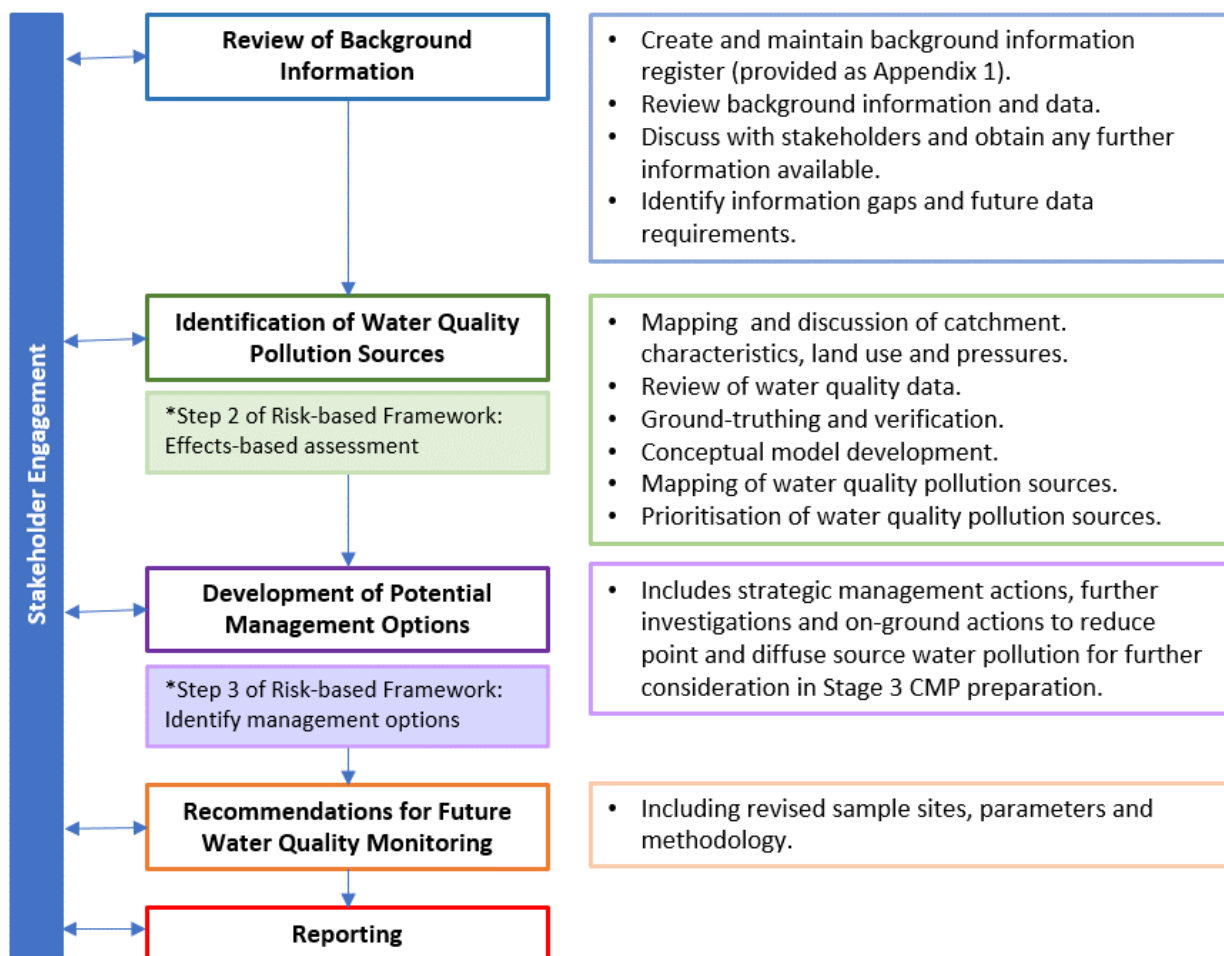 Stakeholder Engagement
Review of Background
Information
• Create and maintain background information
register (provided as Appendix 1).
• Review background information and data.
• Discuss with stakeholders and obtain any further
information available.
• Identify information gaps and future data
requirements.
Identification of Water Quality
Pollution Sources
*Step 2 of Risk-based Framework:
Effects-based assessment
• Mapping and discussion of catchment.
characteristics, land use and pressures.
• Review of water quality data.
• Ground-truthing and verification.
• Conceptual model development.
• Mapping of water quality pollution sources.
• Prioritisation of water quality pollution sources.
Development of Potential
Management Options
*Step 3 of Risk-based Framework:
Identify management options
• Includes strategic management actions, further
investigations and on-ground actions to reduce
point and diffuse source water pollution for further
consideration in Stage 3 CMP preparation.
Recommendations for Future
Water Quality Monitoring
• Including revised sample sites, parameters and
methodology.
Reporting